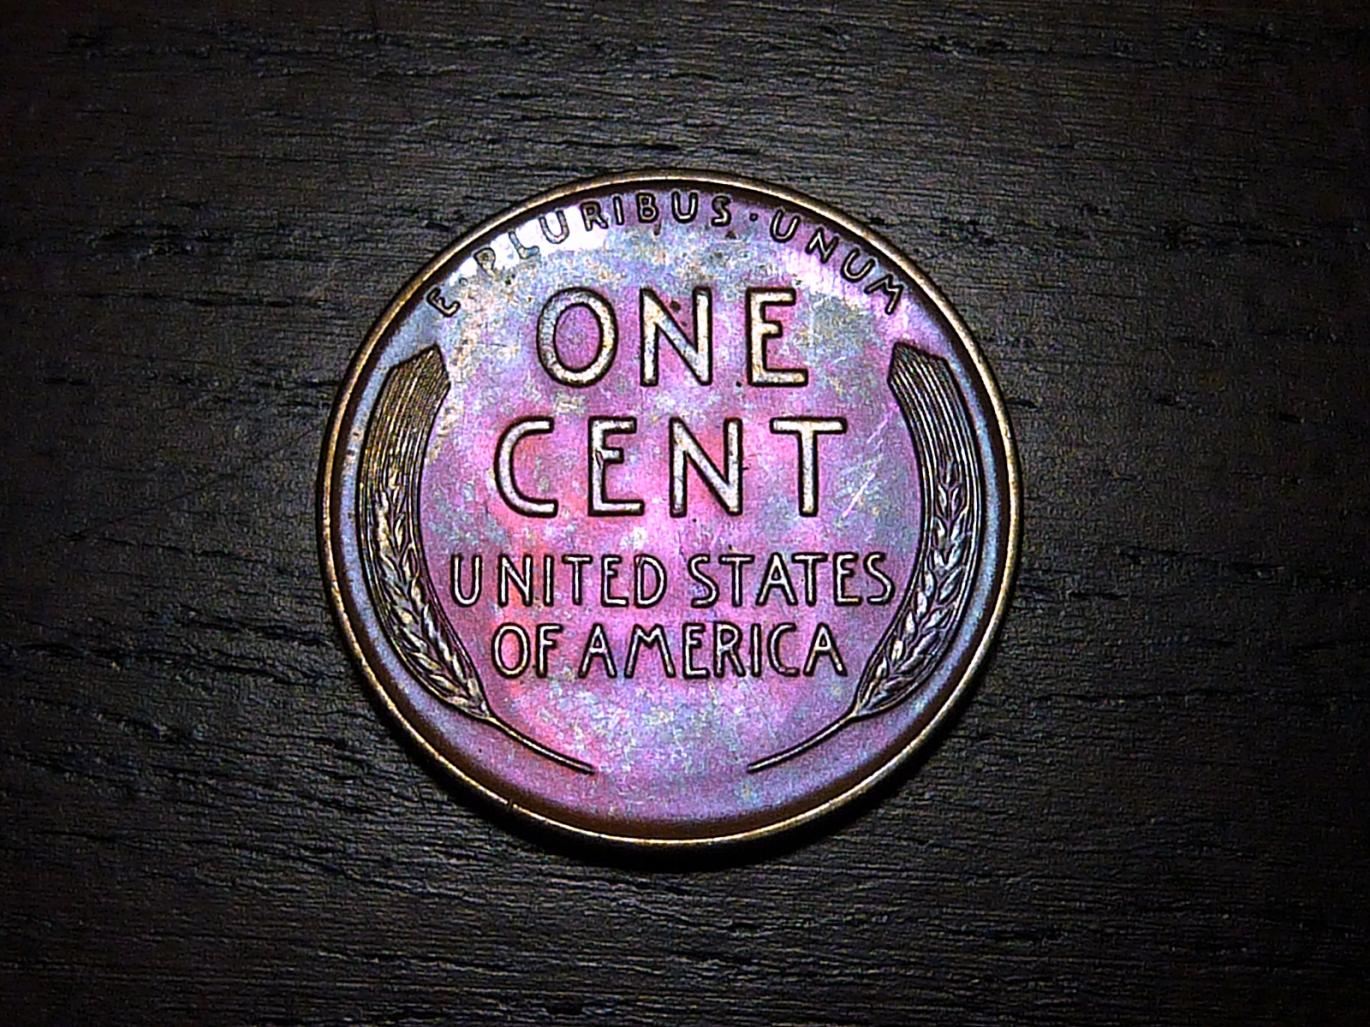 E·PLURIBUS·UNUM
ONE
CENT
UNITED STATES
OF AMERICA